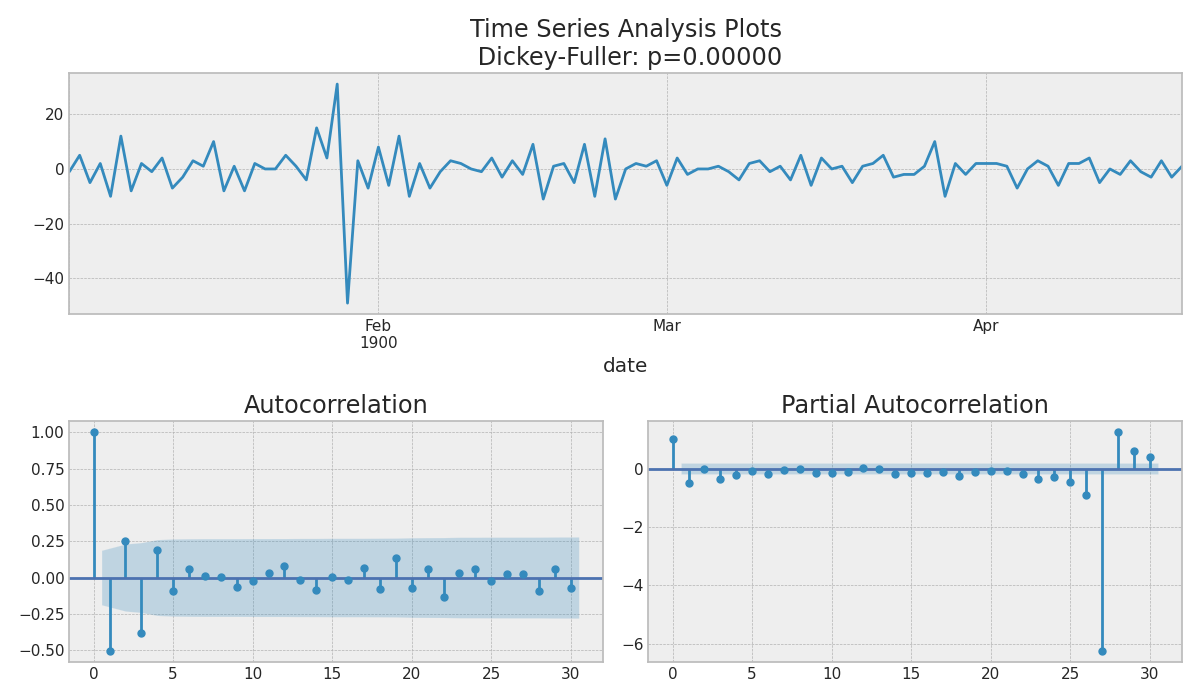 Time Series Analysis Plots
Dickey-Fuller: p=0.00000
20
0
−20
−40
Feb
1900
Mar
Apr
date
Autocorrelation
1.00
0.75
0.50
0.25
0.00
−0.25
−0.50
0 5 10 15 20 25 30
Partial Autocorrelation
0
−2
−4
−6
0 5 10 15 20 25 30